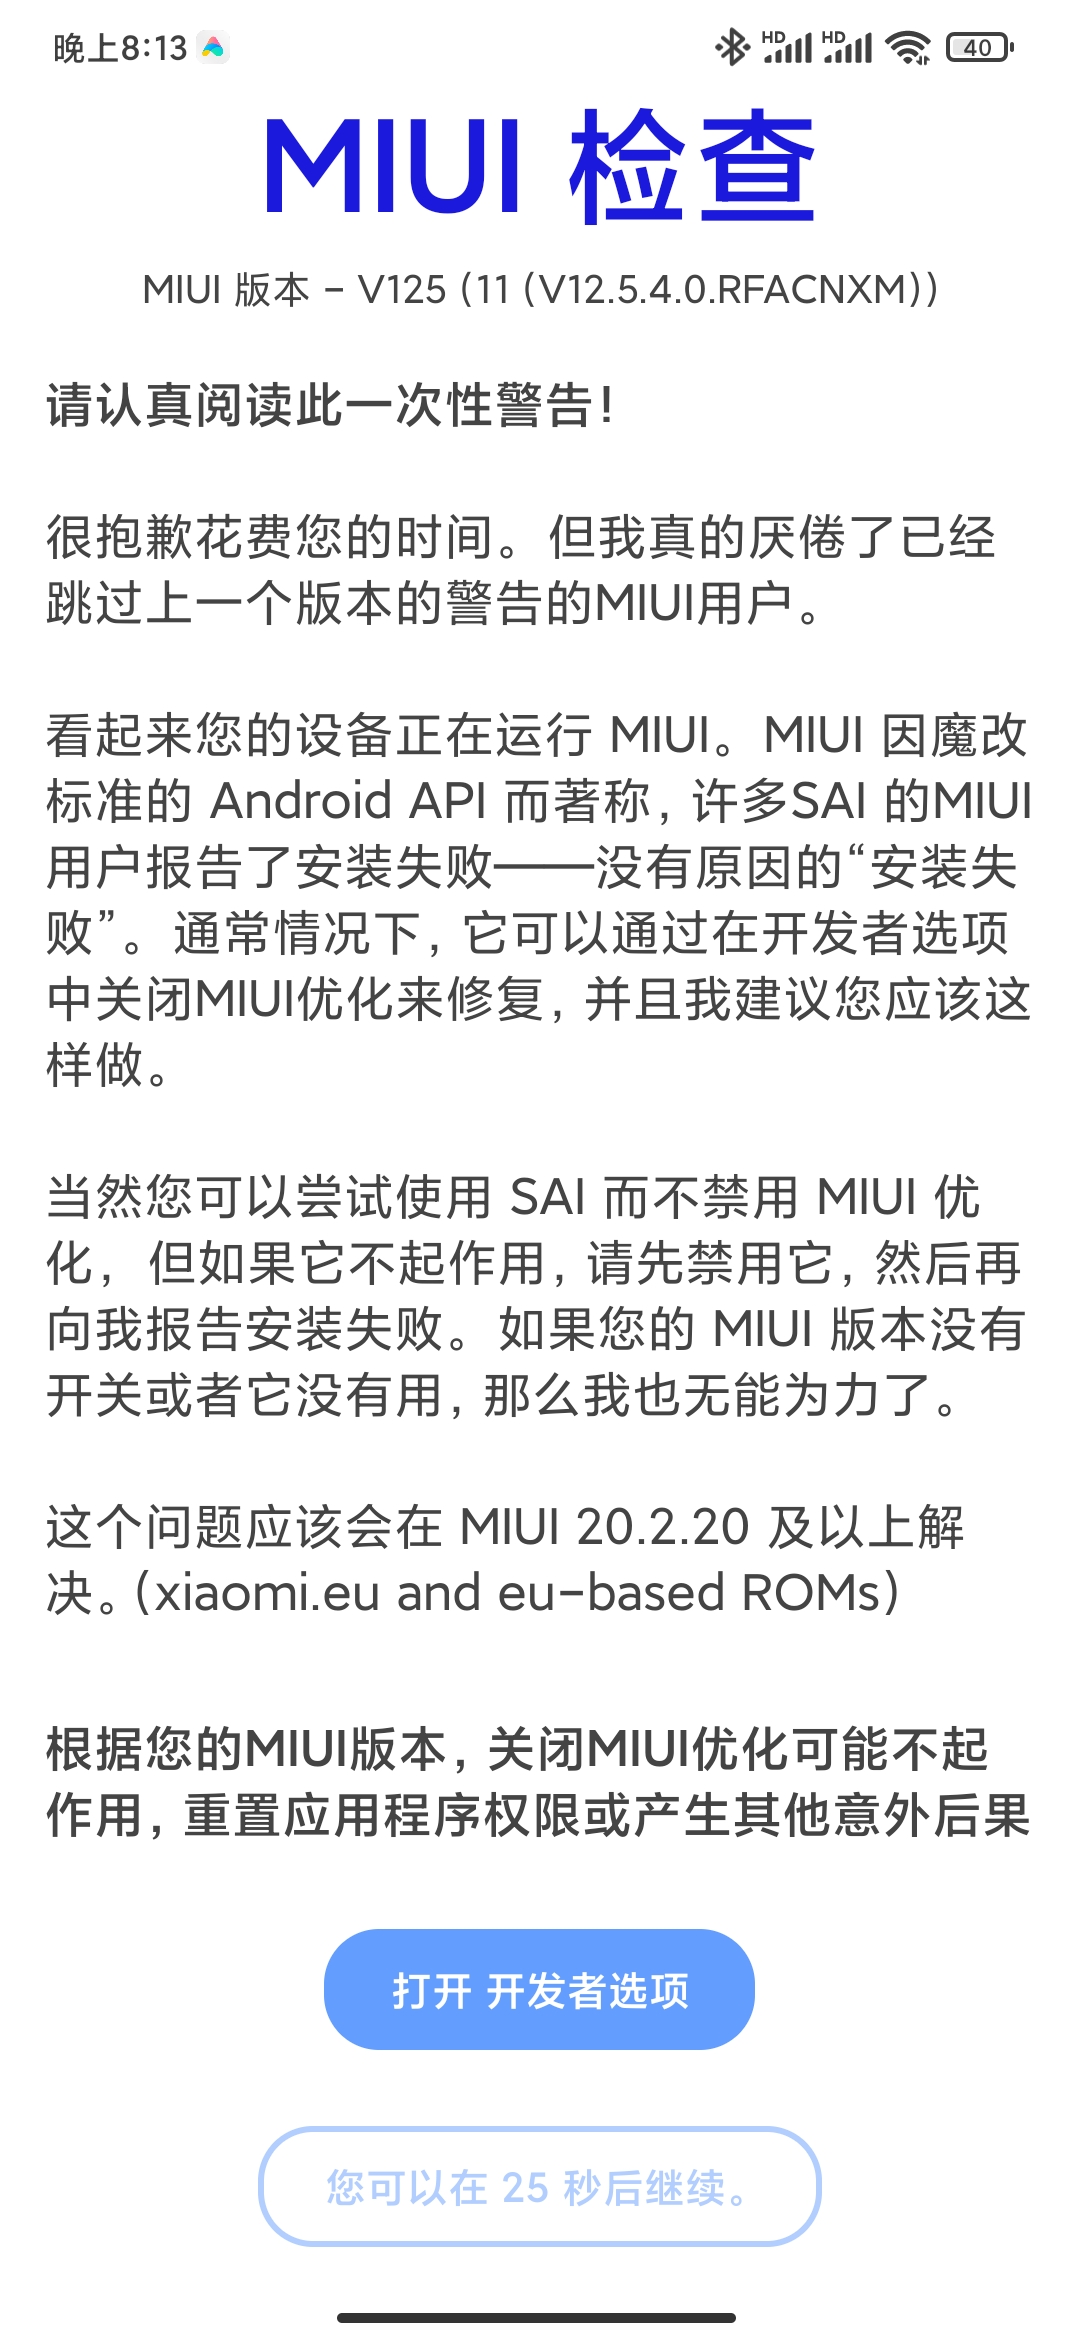 晚上8:13
HD HD 40
MIUI 检查
MIUI 版本 - V125 (11 (V12.5.4.0.RFACNXM))
请认真阅读此一次性警告!
很抱歉花费您的时间。但我真的厌倦了已经
跳过上一个版本的警告的MIUI用户。
看起来您的设备正在运行 MIUI。MIUI 因魔改
标准的 Android API 而著称, 许多SAI 的MIUI
用户报告了安装失败——没有原因的“安装失
败”。通常情况下, 它可以通过在开发者选项
中关闭MIUI优化来修复, 并且我建议您应该这
样做。
当然您可以尝试使用 SAI 而不禁用 MIUI 优
化， 但如果它不起作用, 请先禁用它, 然后再
向我报告安装失败。如果您的 MIUI 版本没有
开关或者它没有用, 那么我也无能为力了。
这个问题应该会在 MIUI 20.2.20 及以上解
决。(xiaomi.eu and eu-based ROMs)
根据您的MIUI版本, 关闭MIUI优化可能不起
作用, 重置应用程序权限或产生其他意外后果
打开 开发者选项
您可以在 25 秒后继续。